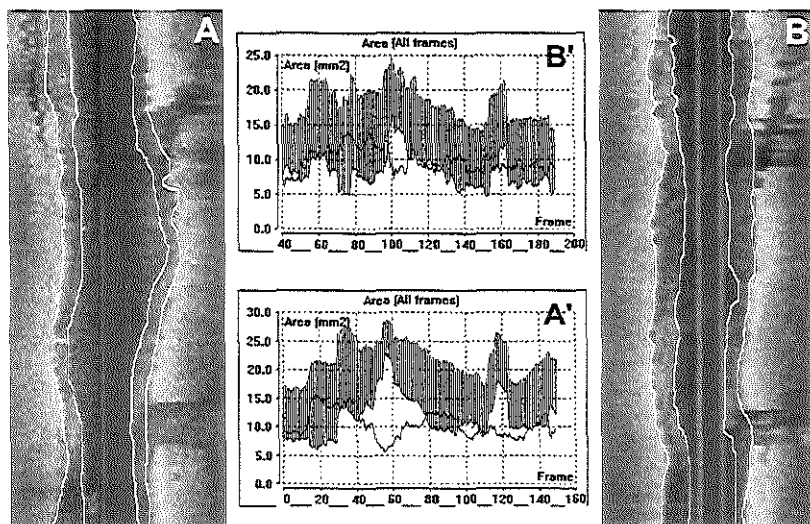 A
Area [All frames]
B'
25.0
Area [mm2]
20.0
15.0
10.0
5.0
0.0
Frame
40 60 80 100 120 140 160 180 200
B
Area [All frames]
A'
30.0
Area [mm2]
25.0
20.0
15.0
10.0
5.0
0.0
Frame
0 20 40 60 80 100 120 140 160